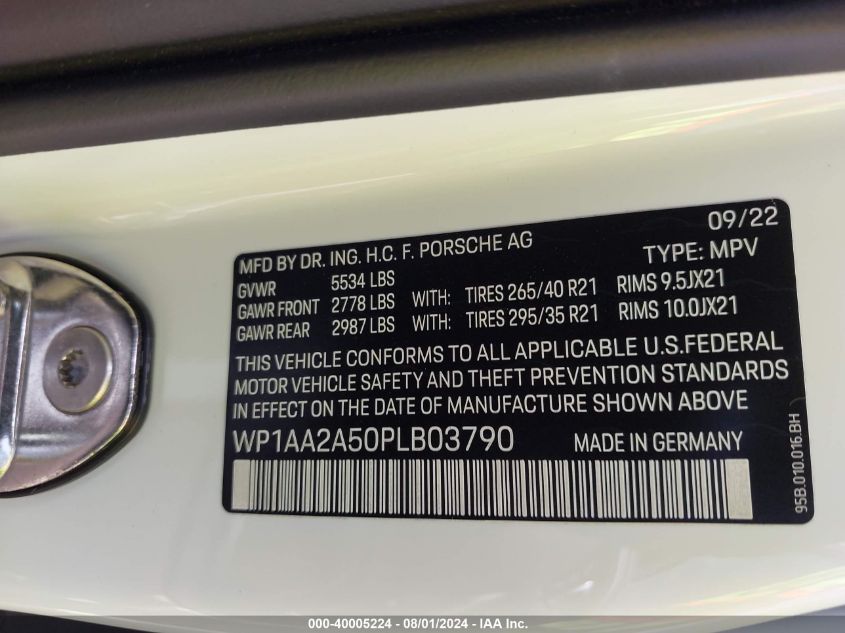 09/22
MFD BY DR. ING. H.C. F. PORSCHE AG TYPE: MPV
GVWR 5534 LBS
GAWR FRONT 2778 LBS WITH: TIRES 265/40 R21 RIMS 9.5JX21
GAWR REAR 2987 LBS WITH: TIRES 295/35 R21 RIMS 10.0JX21
THIS VEHICLE CONFORMS TO ALL APPLICABLE U.S.FEDERAL
MOTOR VEHICLE SAFETY AND THEFT PREVENTION STANDARDS
IN EFFECT ON THE DATE OF MANUFACTURE SHOWN ABOVE
WP1AA2A50PLB03790 MADE IN GERMANY
95B.010.016.BH
000-40005224 - 08/01/2024 - IAA Inc.